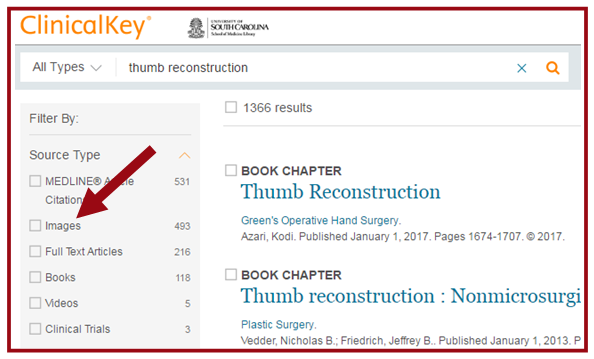 ClinicalKey®
UNIVERSITY OF
SOUTH CAROLINA
School of Medicine Library
All Types
thumb reconstruction
Filter By:
Source Type
MEDLINE® Article 531
Citations
Images 493
Full Text Articles 216
Books 118
Videos 5
Clinical Trials 3
1366 results
BOOK CHAPTER
Thumb Reconstruction
Green's Operative Hand Surgery.
Azari, Kodi. Published January 1, 2017. Pages 1674-1707. © 2017.
BOOK CHAPTER
Thumb reconstruction : Nonmicrosurgi
Plastic Surgery.
Vedder, Nicholas B.; Friedrich, Jeffrey B.. Published January 1, 2013. P